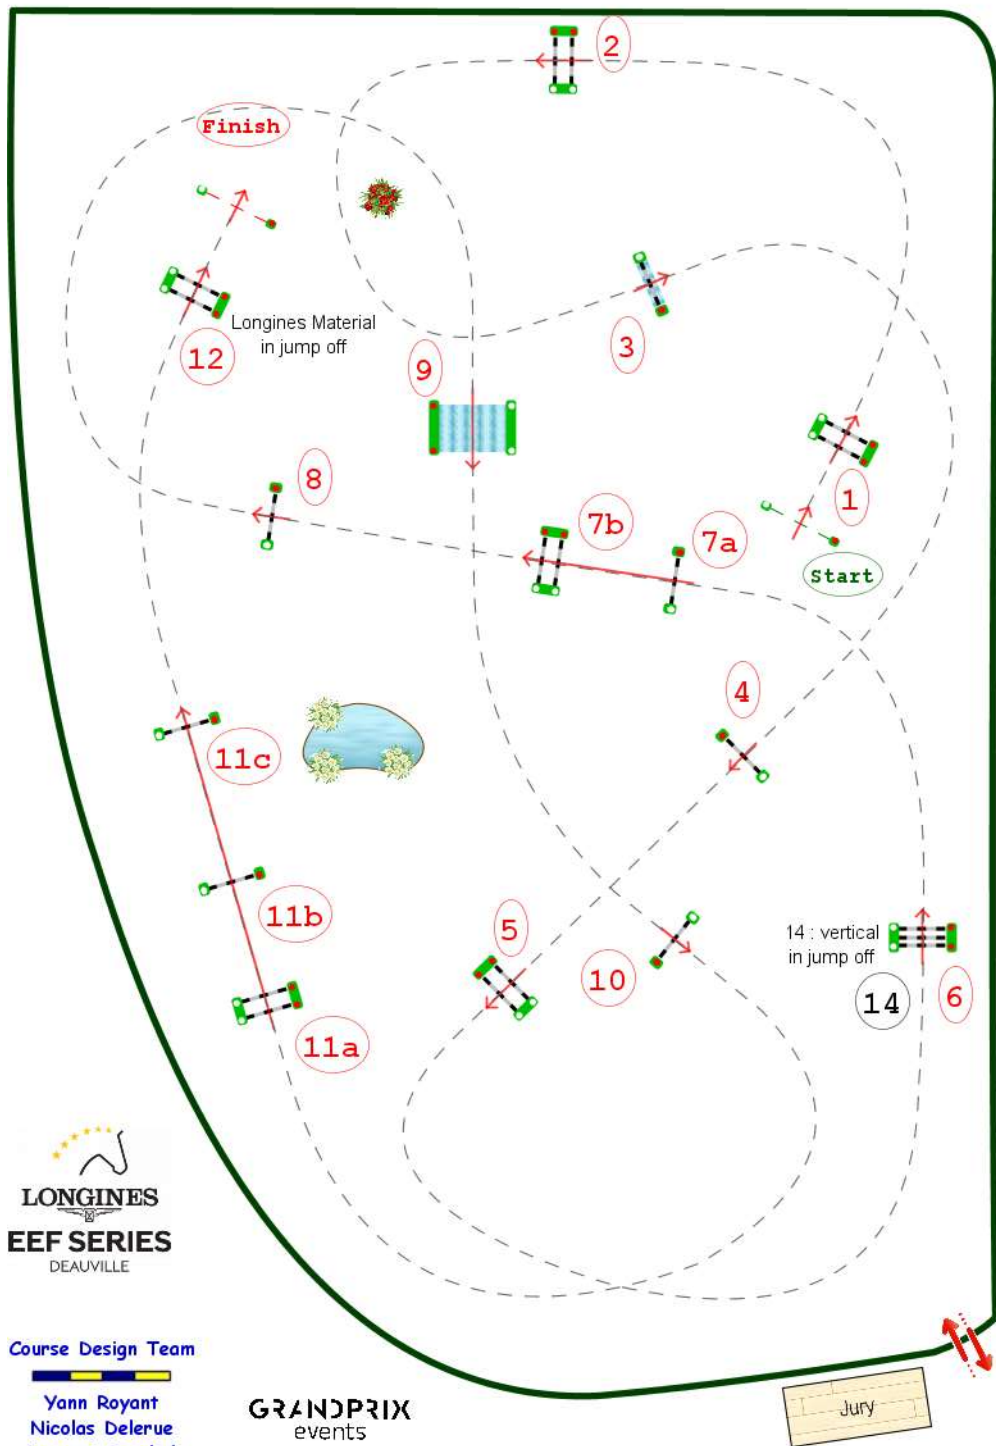 2
Finish
3
Longines Material
in jump off
12
9
1
8
7b
7a
Start
4
11c
11b
5
14 : vertical
in jump off
10
14
6
11a
LONGINES
EEF SERIES
DEAUVILLE
Course Design Team
Yann Royant
Nicolas Delerue
GRANDPRIX
events
Jury